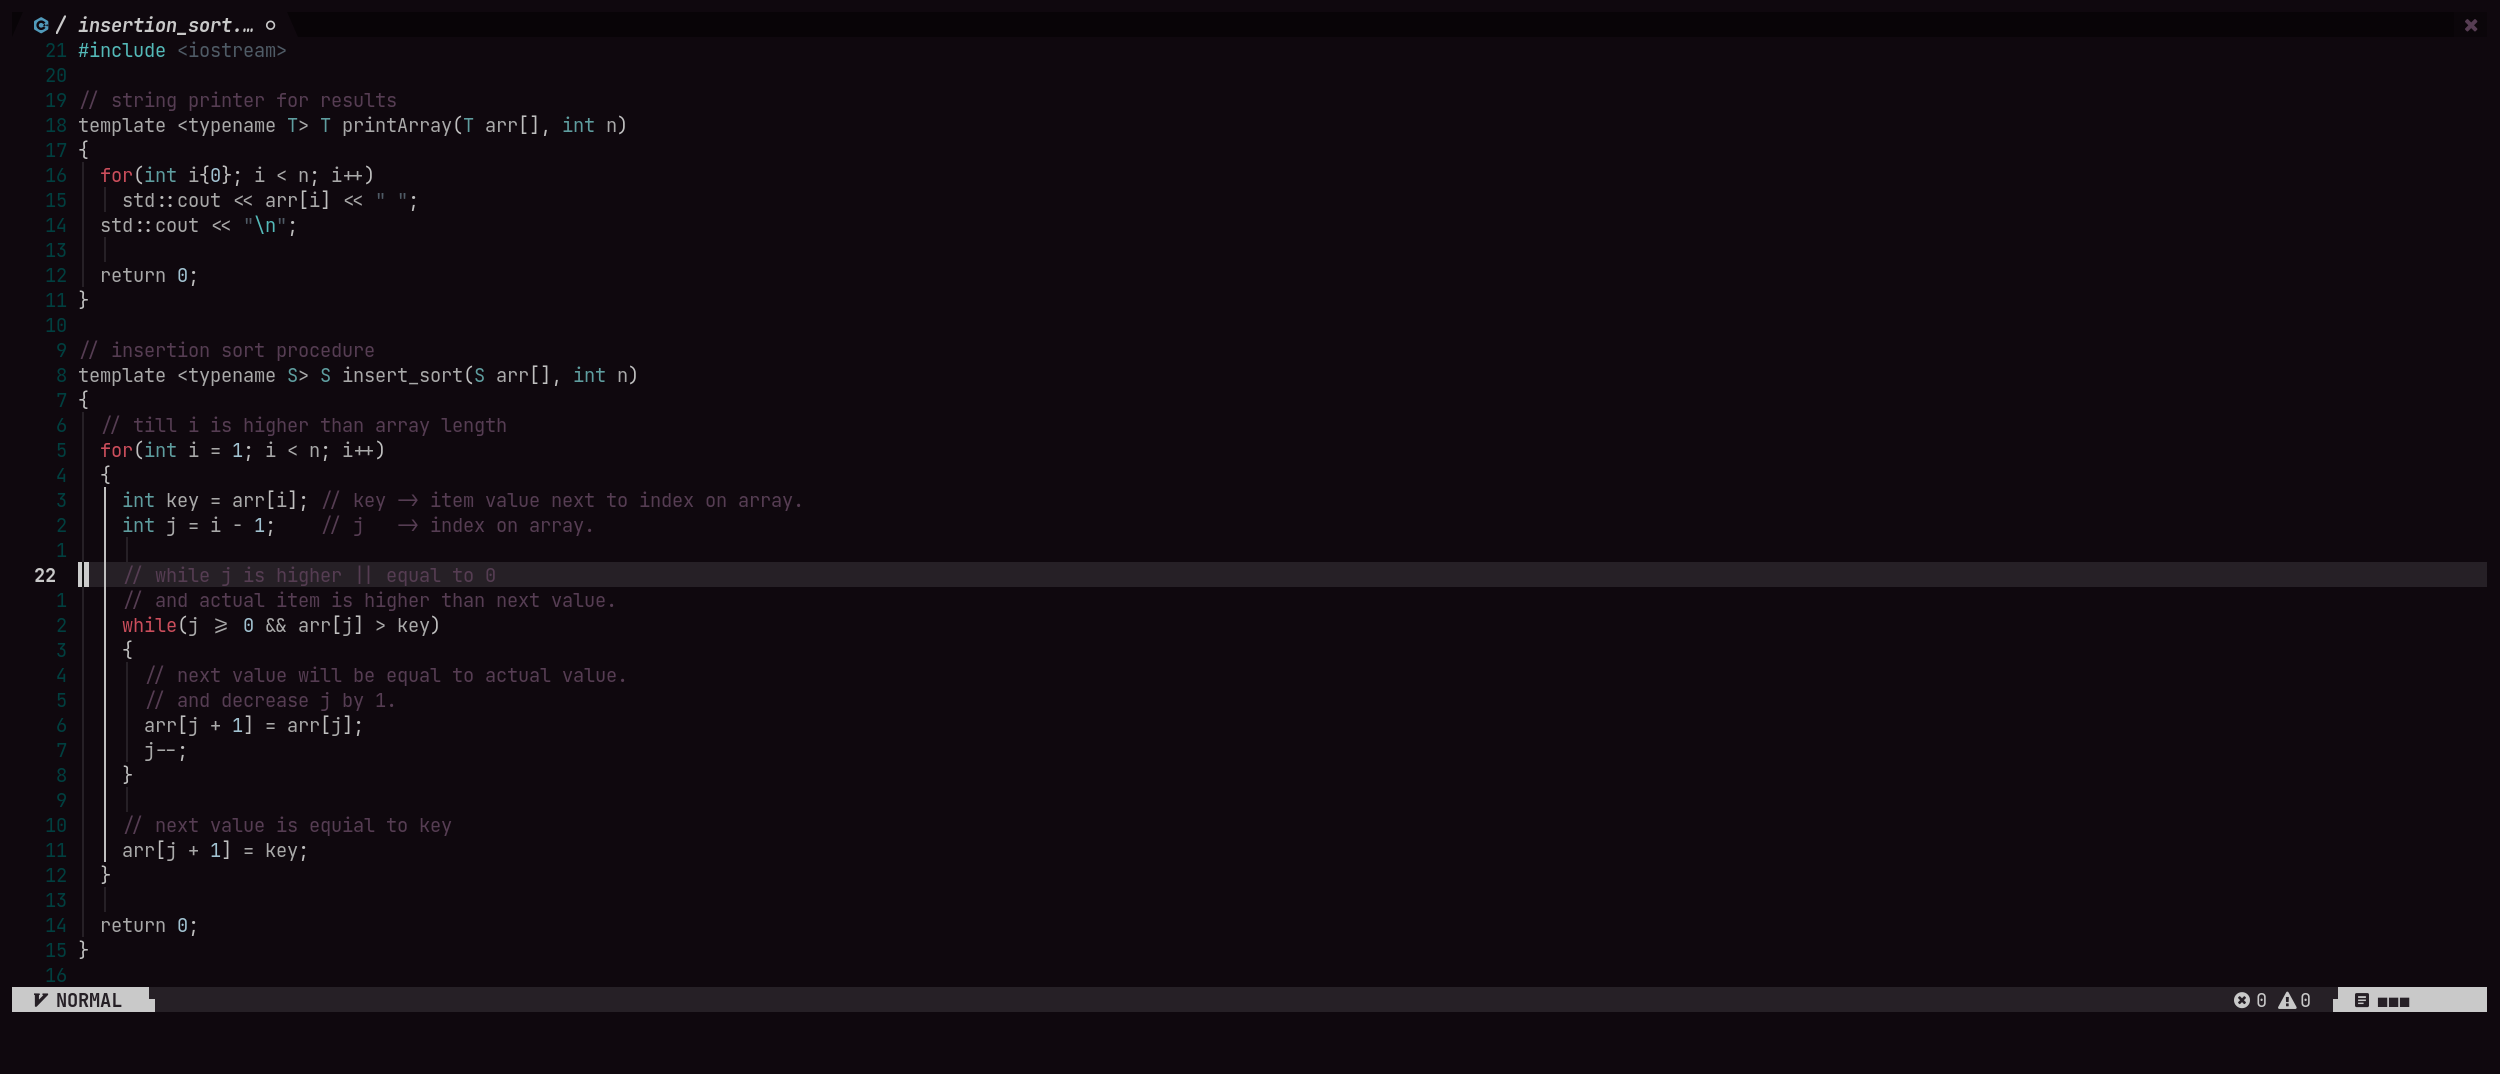 / insertion_sort.…
21 #include <iostream>
20
19 // string printer for results
18 template <typename T> T printArray(T arr[], int n)
17 {
16 for(int i{0}; i < n; i++)
15 std::cout << arr[i] << " ";
14 std::cout << "\n";
13
12 return 0;
11 }
10
9 // insertion sort procedure
8 template <typename S> S insert_sort(S arr[], int n)
7 {
6 // till i is higher than array length
5 for(int i = 1; i < n; i++)
4 {
3 int key = arr[i]; // key -> item value next to index on array.
2 int j = i - 1; // j -> index on array.
1
22 // while j is higher || equal to 0
1 // and actual item is higher than next value.
2 while(j >= 0 && arr[j] > key)
3 {
4 // next value will be equal to actual value.
5 // and decrease j by 1.
6 arr[j + 1] = arr[j];
7 j--;
8 }
9
10 // next value is equial to key
11 arr[j + 1] = key;
12 }
13
14 return 0;
15 }
16
NORMAL 0 0